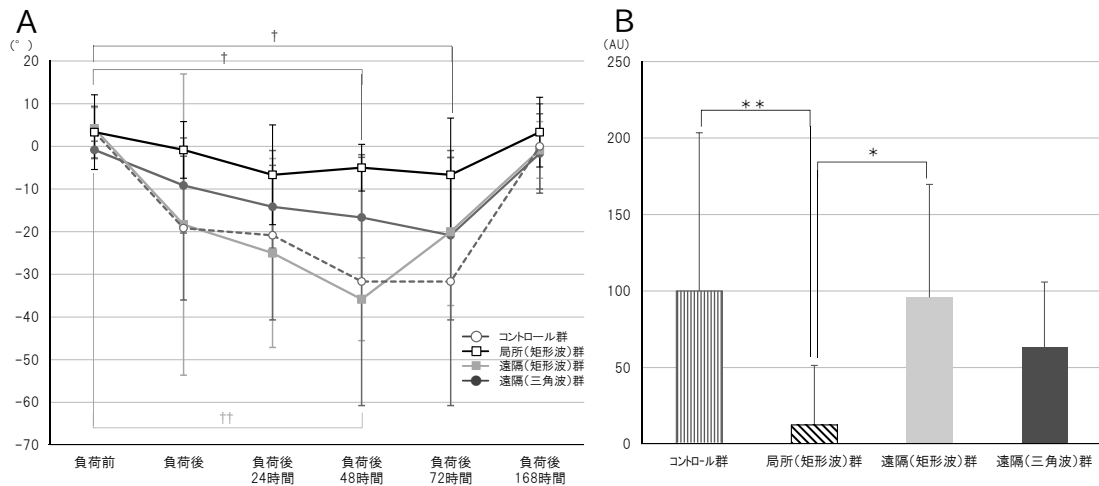 A
(°)
20
10
0
-10
-20
-30
-40
-50
-60
-70
†
†
††
コントロール群
局所(矩形波)群
遠隔(矩形波)群
遠隔(三角波)群
負荷前
負荷後
負荷後
24時間
負荷後
48時間
負荷後
72時間
負荷後
168時間
B
(AU)
250
200
150
100
50
0
**
*
コントロール群
局所(矩形波)群
遠隔(矩形波)群
遠隔(三角波)群